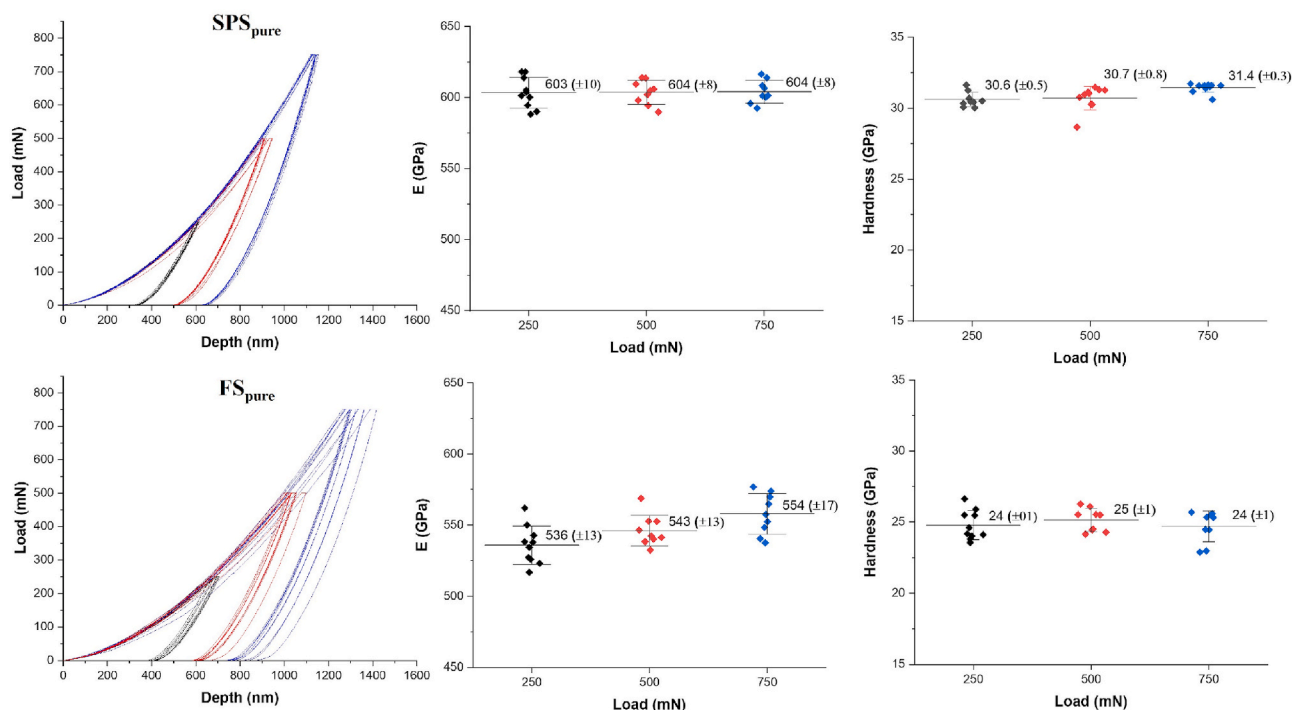 SPSpure
Load (mN)
800
700
600
500
400
300
200
100
0
0 200 400 600 800 1000 1200 1400 1600
Depth (nm)
E (GPa)
650
600
550
500
450
603 (±10)
604 (±8)
604 (±8)
250 500 750
Load (mN)
Hardness (GPa)
35
30
25
20
15
30.6 (±0.5)
30.7 (±0.8)
31.4 (±0.3)
250 500 750
Load (mN)
FSpure
Load (mN)
800
700
600
500
400
300
200
100
0
0 200 400 600 800 1000 1200 1400 1600
Depth (nm)
E (GPa)
650
600
550
500
450
536 (±13)
543 (±13)
554 (±17)
250 500 750
Load (mN)
Hardness (GPa)
35
30
25
20
15
24 (±01)
25 (±1)
24 (±1)
250 500 750
Load (mN)